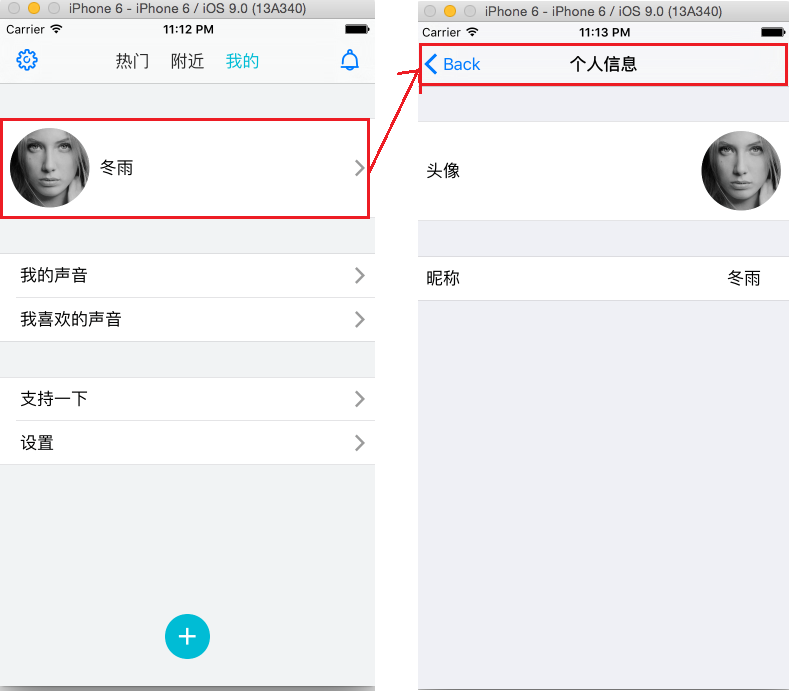 iPhone 6 - iPhone 6 / iOS 9.0 (13A340)
Carrier 11:12 PM
热门 附近 我的
冬雨
我的声音
我喜欢的声音
支持一下
设置
iPhone 6 - iPhone 6 / iOS 9.0 (13A340)
Carrier 11:13 PM
Back 个人信息
头像
昵称 冬雨